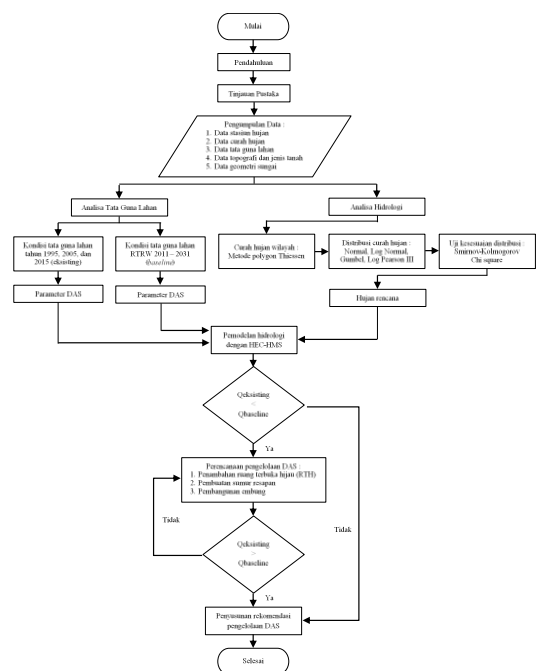 Mulai
Pendahuluan
Tinjauan Pustaka
Pengumpulan Data :
1. Data stasiun hujan
2. Data curah hujan
3. Data tata guna lahan
4. Data topografi dan jenis tanah
5. Data geometri sungai
Analisa Tata Guna Lahan
Analisa Hidrologi
Kondisi tata guna lahan
tahun 1995, 2005, dan
2015 (eksisting)
Kondisi tata guna lahan
RTRW 2011 – 2031
(baseline)
Curah hujan wilayah :
Metode polygon Thiessen
Distribusi curah hujan :
Normal, Log Normal,
Gumbel, Log Pearson III
Uji kesesuaian distribusi :
Smirnov-Kolmogorov
Chi square
Parameter DAS
Parameter DAS
Hujan rencana
Pemodelan hidrologi
dengan HEC-HMS
Qeksisting
<
Qbaseline
Ya
Perencanaan pengelolaan DAS :
1. Penambahan ruang terbuka hijau (RTH)
2. Pembuatan sumur resapan
3. Pembangunan embung
Tidak
Tidak
Qeksisting
>
Qbaseline
Ya
Penyusunan rekomendasi
pengelolaan DAS
Selesai